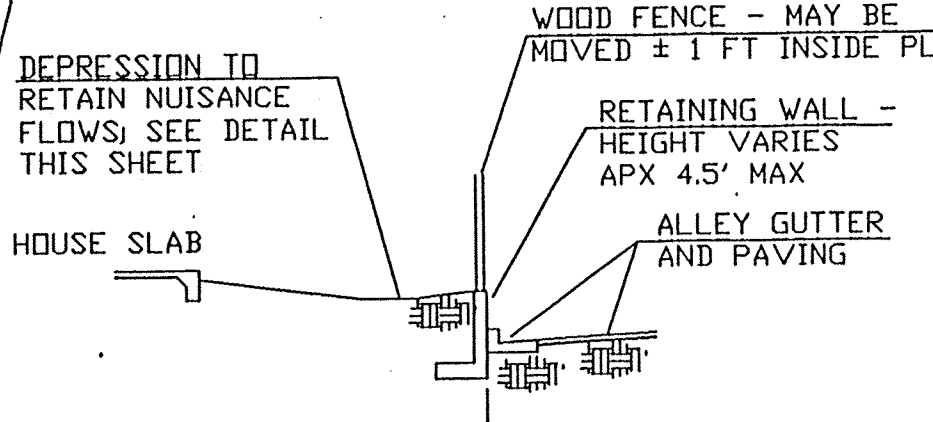 WOOD FENCE - MAY BE
MOVED ± 1 FT INSIDE PL
DEPRESSION TO
RETAIN NUISANCE
FLOWS; SEE DETAIL
THIS SHEET
RETAINING WALL -
HEIGHT VARIES
APX 4.5' MAX
HOUSE SLAB
ALLEY GUTTER
AND PAVING